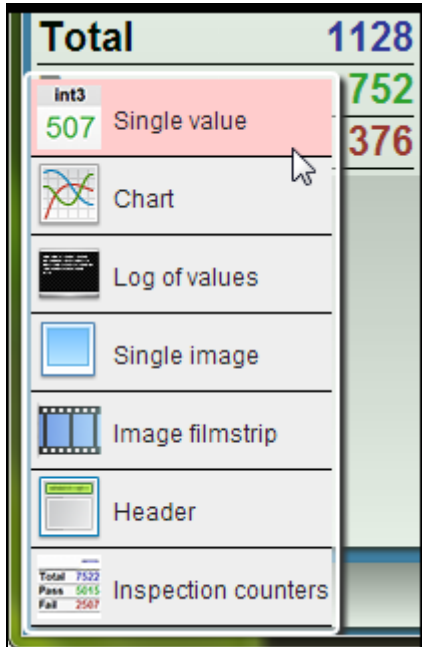 Total 1128
752
int3
507 Single value
376
Chart
Log of values
Single image
Image filmstrip
Header
Total 7522
Pass 5015
Fail 2507
Inspection counters